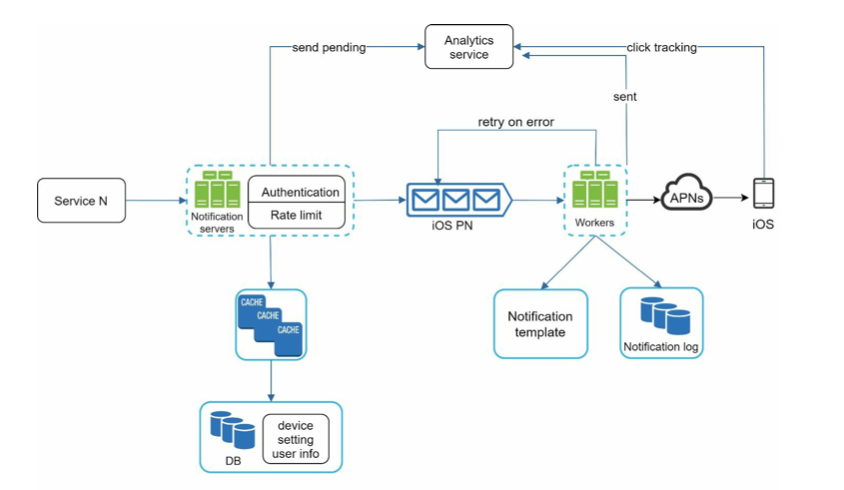 Analytics
service
send pending
click tracking
sent
retry on error
Service N
Notification
servers
Authentication
Rate limit
iOS PN
Workers
APNs
iOS
CACHE
CACHE
CACHE
Notification
template
Notification log
DB
device
setting
user info